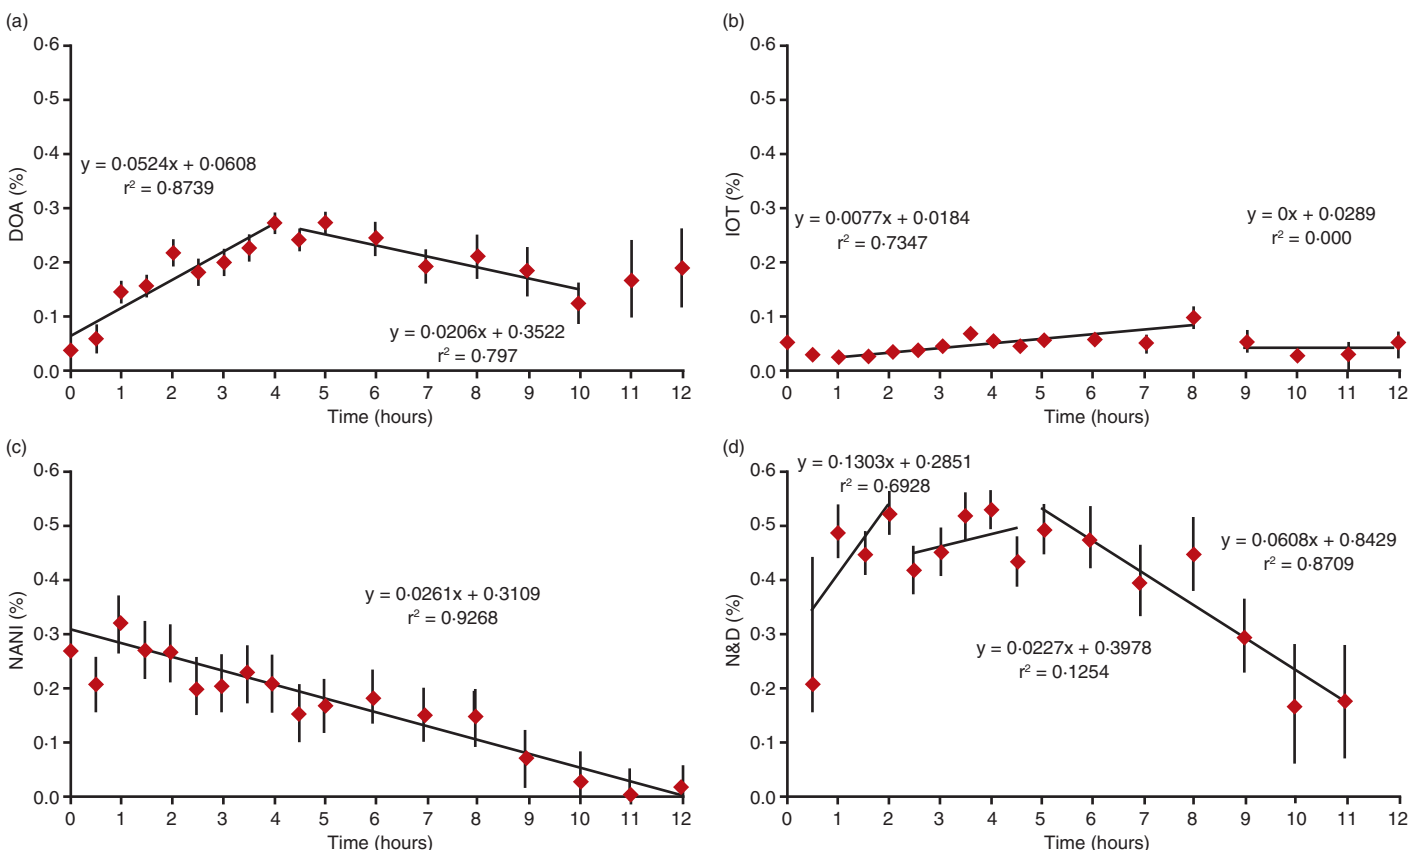 (a)
0·6
0·5
0·4
0·3
0·2
0·1
0.0
DOA (%)
y = 0·0524x + 0·0608
r² = 0·8739
y = 0·0206x + 0·3522
r² = 0·797
0 1 2 3 4 5 6 7 8 9 10 11 12
Time (hours)
(b)
0·6
0·5
0·4
0·3
0·2
0·1
0.0
IOT (%)
y = 0·0077x + 0·0184
r² = 0·7347
y = 0x + 0·0289
r² = 0·000
0 1 2 3 4 5 6 7 8 9 10 11 12
Time (hours)
(c)
0·6
0·5
0·4
0·3
0·2
0·1
0.0
NANI (%)
y = 0·0261x + 0·3109
r² = 0·9268
0 1 2 3 4 5 6 7 8 9 10 11 12
Time (hours)
(d)
0·6
0·5
0·4
0·3
0·2
0·1
0.0
N&D (%)
y = 0·1303x + 0·2851
r² = 0·6928
y = 0·0608x + 0·8429
r² = 0·8709
y = 0·0227x + 0·3978
r² = 0·1254
0 1 2 3 4 5 6 7 8 9 10 11 12
Time (hours)